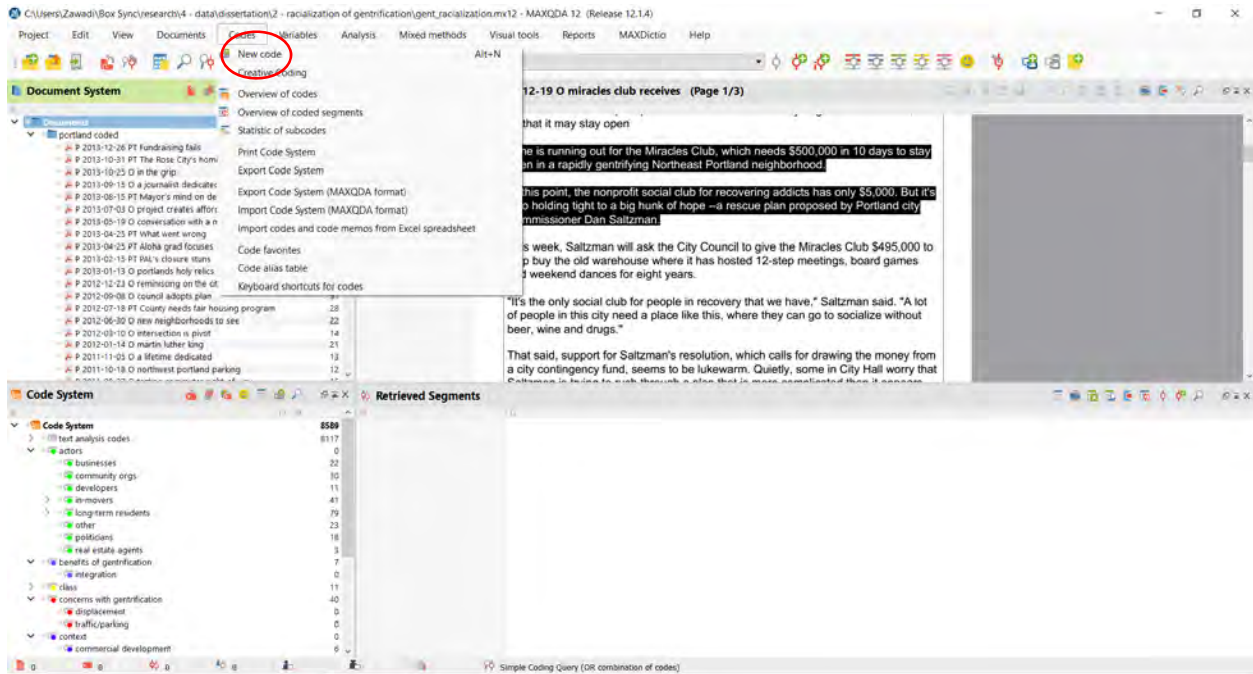 C:\Users\Zawadi\Box Sync\research\4 - data\dissertation\2 - racialization of gentrification\gent_racialization.mx12 - MAXQDA 12 (Release 12.1.4)
Project Edit View Documents Codes Variables Analysis Mixed methods Visual tools Reports MAXDictio Help
New code Alt+N
Creative Coding
Overview of codes
Overview of coded segments
Statistic of subcodes
Print Code System
Export Code System
Export Code System (MAXQDA format)
Import Code System (MAXQDA format)
Import codes and code memos from Excel spreadsheet
Code favorites
Code alias table
Keyboard shortcuts for codes
Document System
Documents
portland coded
P 2013-12-26 PT Fundraising fails
P 2013-10-31 PT The Rose City's homi
P 2013-10-25 O in the grip
P 2013-09-15 O a journalist dedicated
P 2013-08-15 PT Mayor's mind on de
P 2013-07-03 O project creates afforc
P 2013-05-19 O conversation with a n
P 2013-04-25 PT What went wrong
P 2013-04-25 PT Aloha grad focuses
P 2013-02-15 PT PAL's closure stuns
P 2013-01-13 O portlands holy relics
P 2012-12-23 O reminiscing on the ot
P 2012-09-08 O council adopts plan
P 2012-07-19 PT County needs fair housing program 28
P 2012-06-30 O new neighborhoods to see 22
P 2012-03-10 O intersection is pivot 14
P 2012-01-14 O martin luther king 21
P 2011-11-05 O a lifetime dedicated 13
P 2011-10-18 O northwest portland parking 12
12-19 O miracles club receives (Page 1/3)
that it may stay open
e is running out for the Miracles Club, which needs $500,000 in 10 days to stay
en in a rapidly gentrifying Northeast Portland neighborhood.
this point, the nonprofit social club for recovering addicts has only $5,000. But it's
o holding tight to a big hunk of hope --a rescue plan proposed by Portland city
mmissioner Dan Saltzman.
s week, Saltzman will ask the City Council to give the Miracles Club $495,000 to
p buy the old warehouse where it has hosted 12-step meetings, board games
d weekend dances for eight years.
"It's the only social club for people in recovery that we have," Saltzman said. "A lot
of people in this city need a place like this, where they can go to socialize without
beer, wine and drugs."
That said, support for Saltzman's resolution, which calls for drawing the money from
a city contingency fund, seems to be lukewarm. Quietly, some in City Hall worry that
Code System
Code System 8589
text analysis codes 8117
actors 0
businesses 22
community orgs 10
developers 11
in-movers 41
long-term residents 79
other 23
politicians 18
real estate agents 3
benefits of gentrification 7
integration 0
class 11
concerns with gentrification 40
displacement 0
traffic/parking 0
context 0
commercial development 6
Retrieved Segments
0 0 0 0
Simple Coding Query (OR combination of codes)